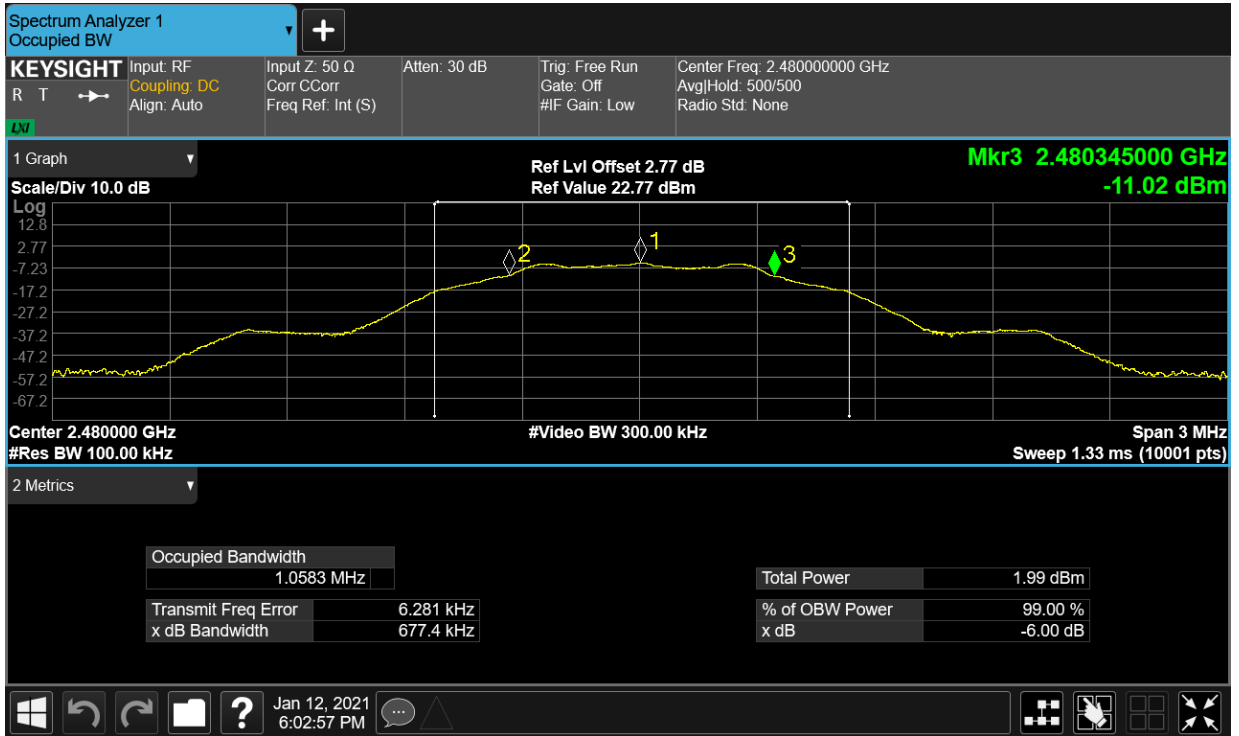 Spectrum Analyzer 1
Occupied BW
KEYSIGHT
R T
LXI
Input: RF
Coupling: DC
Align: Auto
Input Z: 50 Ω
Corr CCorr
Freq Ref: Int (S)
Atten: 30 dB
Trig: Free Run
Gate: Off
#IF Gain: Low
Center Freq: 2.480000000 GHz
Avg|Hold: 500/500
Radio Std: None
1 Graph
Scale/Div 10.0 dB
Ref Lvl Offset 2.77 dB
Ref Value 22.77 dBm
Mkr3 2.480345000 GHz
-11.02 dBm
Log
12.8
2.77
-7.23
-17.2
-27.2
-37.2
-47.2
-57.2
-67.2
2
1
3
Center 2.480000 GHz
#Res BW 100.00 kHz
#Video BW 300.00 kHz
Span 3 MHz
Sweep 1.33 ms (10001 pts)
2 Metrics
Occupied Bandwidth
1.0583 MHz
Transmit Freq Error 6.281 kHz
x dB Bandwidth 677.4 kHz
Total Power 1.99 dBm
% of OBW Power 99.00 %
x dB -6.00 dB
?
Jan 12, 2021
6:02:57 PM